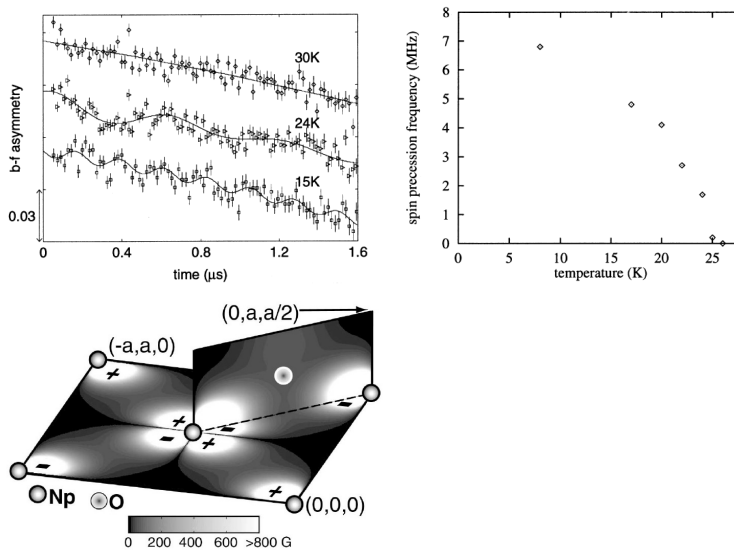 b-f asymmetry
30K
24K
15K
0.03
0
0.4
0.8
1.2
1.6
time (μs)
spin precession frequency (MHz)
8
7
6
5
4
3
2
1
0
0
5
10
15
20
25
temperature (K)
(0,a,a/2)
(-a,a,0)
+
+
-
-
-
+
-
+
(0,0,0)
Np
O
0 200 400 600 >800 G